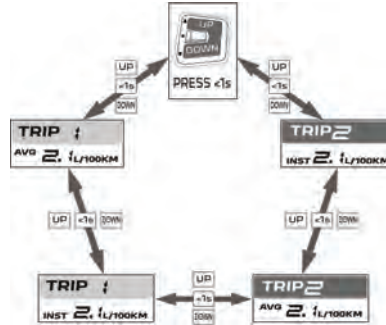 UP
DOWN
PRESS <1s
UP
<1s
DOWN
UP
<1s
DOWN
TRIP 1
AVG 2.1L/100KM
TRIP2
INST 2.1L/100KM
UP <1s DOWN
UP <1s DOWN
TRIP 1
INST 2.1L/100KM
UP
<1s
DOWN
TRIP2
AVG 2.1L/100KM